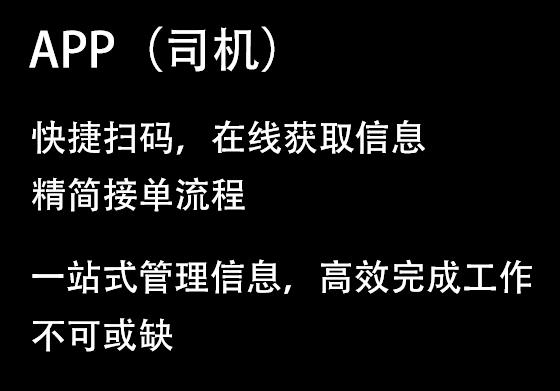 APP（司机）
快捷扫码，在线获取信息
精简接单流程
一站式管理信息，高效完成工作
不可或缺